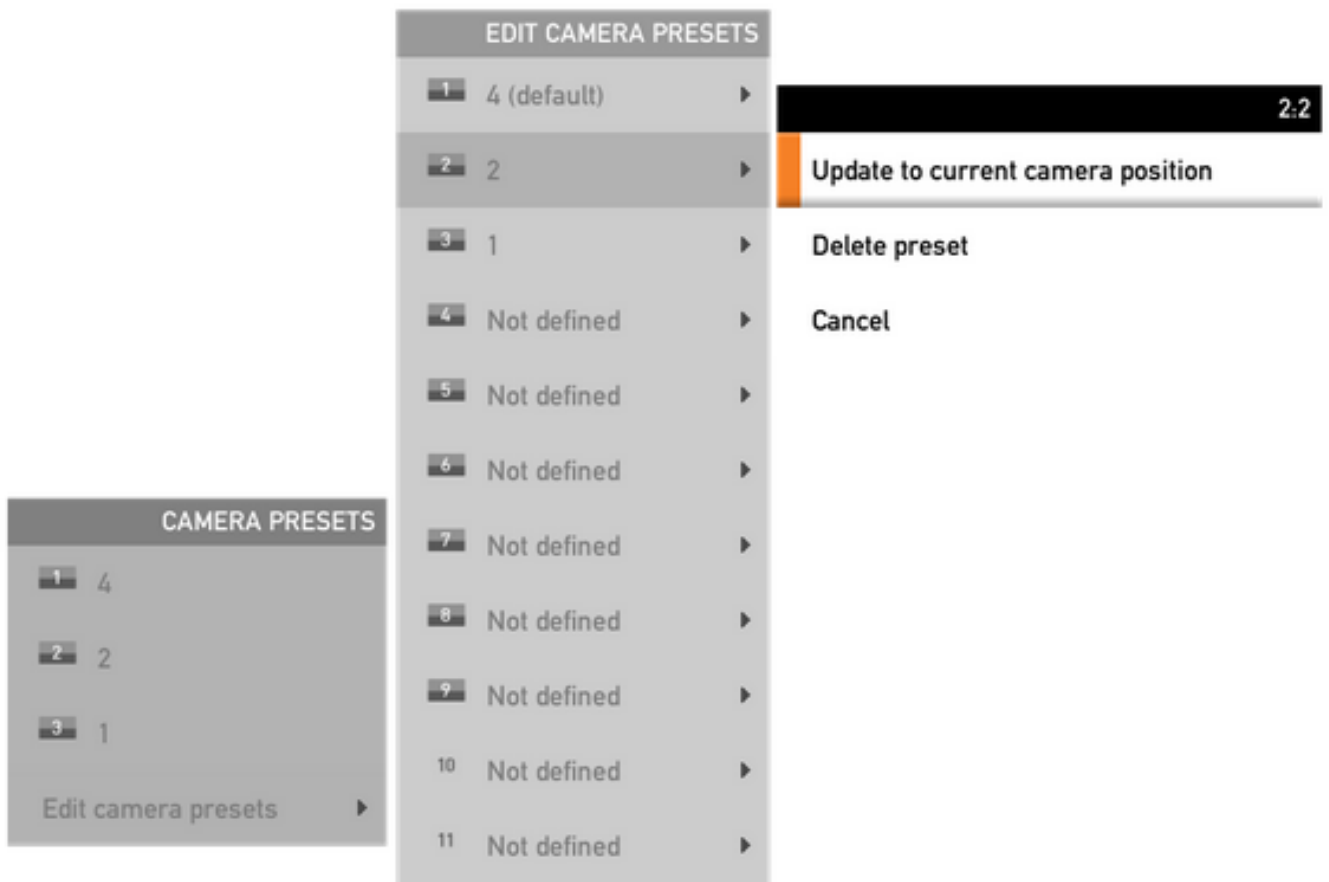 CAMERA PRESETS
1 4
2 2
3 1
Edit camera presets
EDIT CAMERA PRESETS
1 4 (default)
2 2
3 1
4 Not defined
5 Not defined
6 Not defined
7 Not defined
8 Not defined
9 Not defined
10 Not defined
11 Not defined
2:2
Update to current camera position
Delete preset
Cancel